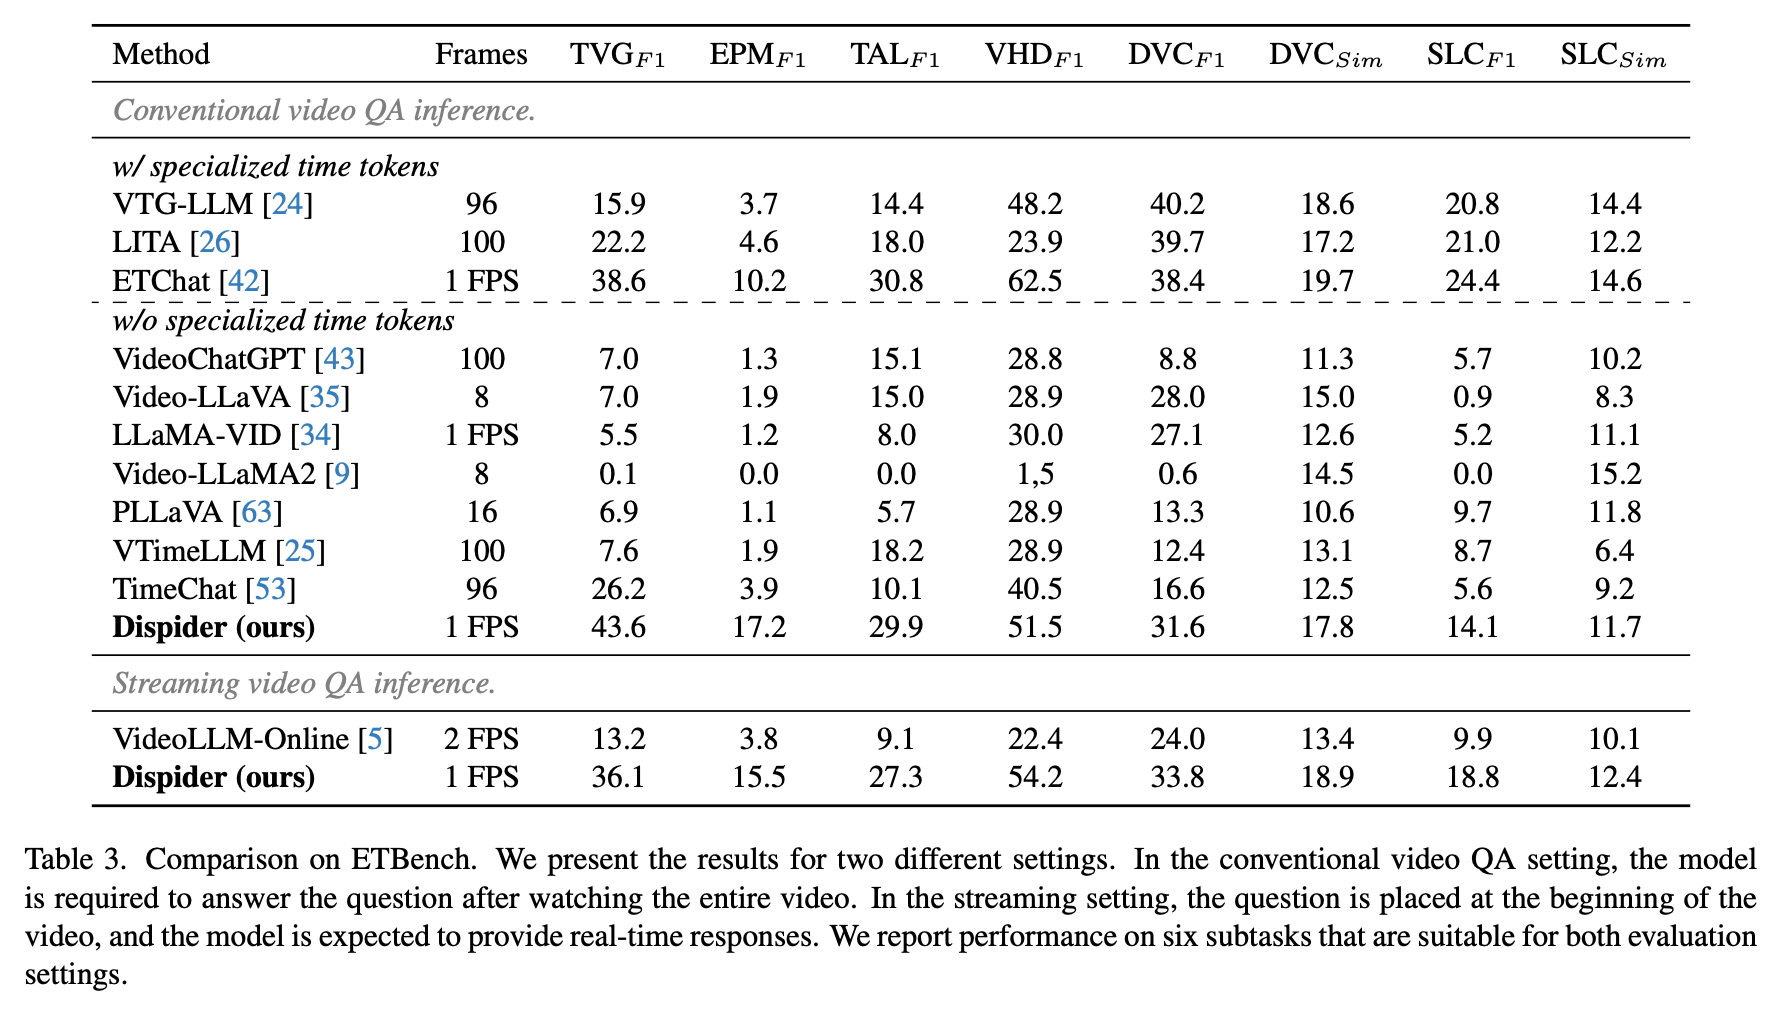 Method Frames TVG_F1 EPM_F1 TAL_F1 VHD_F1 DVC_F1 DVC_Sim SLC_F1 SLC_Sim
Conventional video QA inference.
w/ specialized time tokens
VTG-LLM [24] 96 15.9 3.7 14.4 48.2 40.2 18.6 20.8 14.4
LITA [26] 100 22.2 4.6 18.0 23.9 39.7 17.2 21.0 12.2
ETChat [42] 1 FPS 38.6 10.2 30.8 62.5 38.4 19.7 24.4 14.6
w/o specialized time tokens
VideoChatGPT [43] 100 7.0 1.3 15.1 28.8 8.8 11.3 5.7 10.2
Video-LLaVA [35] 8 7.0 1.9 15.0 28.9 28.0 15.0 0.9 8.3
LLaMA-VID [34] 1 FPS 5.5 1.2 8.0 30.0 27.1 12.6 5.2 11.1
Video-LLaMA2 [9] 8 0.1 0.0 0.0 1,5 0.6 14.5 0.0 15.2
PLLaVA [63] 16 6.9 1.1 5.7 28.9 13.3 10.6 9.7 11.8
VTimeLLM [25] 100 7.6 1.9 18.2 28.9 12.4 13.1 8.7 6.4
TimeChat [53] 96 26.2 3.9 10.1 40.5 16.6 12.5 5.6 9.2
Dispider (ours) 1 FPS 43.6 17.2 29.9 51.5 31.6 17.8 14.1 11.7
Streaming video QA inference.
VideoLLM-Online [5] 2 FPS 13.2 3.8 9.1 22.4 24.0 13.4 9.9 10.1
Dispider (ours) 1 FPS 36.1 15.5 27.3 54.2 33.8 18.9 18.8 12.4
Table 3. Comparison on ETBench. We present the results for two different settings. In the conventional video QA setting, the model
is required to answer the question after watching the entire video. In the streaming setting, the question is placed at the beginning of the
video, and the model is expected to provide real-time responses. We report performance on six subtasks that are suitable for both evaluation
settings.